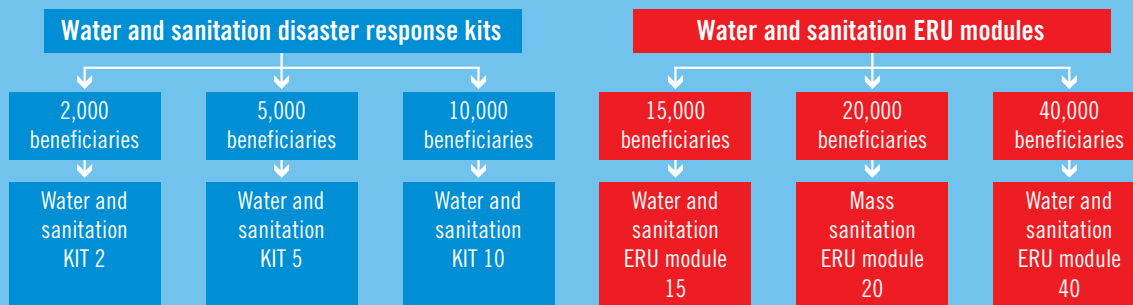 Water and sanitation disaster response kits
2,000
beneficiaries
Water and
sanitation
KIT 2
5,000
beneficiaries
Water and
sanitation
KIT 5
10,000
beneficiaries
Water and
sanitation
KIT 10
Water and sanitation ERU modules
15,000
beneficiaries
Water and
sanitation
ERU module
15
20,000
beneficiaries
Mass
sanitation
ERU module
20
40,000
beneficiaries
Water and
sanitation
ERU module
40